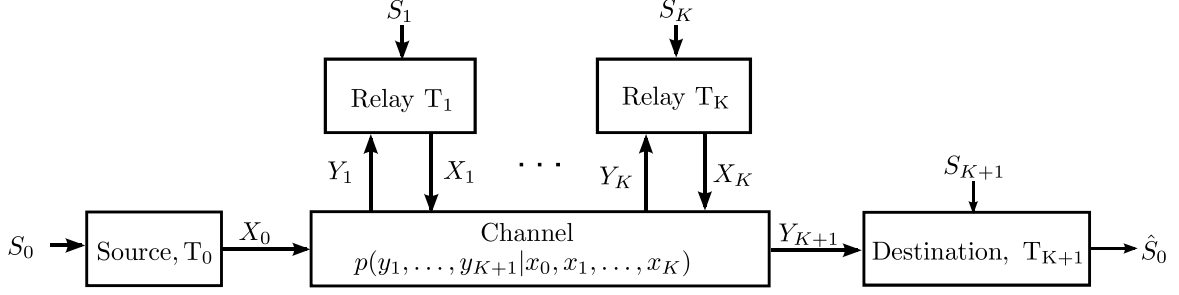 S_1
S_K
Relay T_1
Relay T_K
Y_1
X_1
. . .
Y_K
X_K
S_{K+1}
S_0
Source, T_0
X_0
Channel
p(y_1, . . . , y_{K+1}|x_0, x_1, . . . , x_K)
Y_{K+1}
Destination, T_{K+1}
Ŝ_0